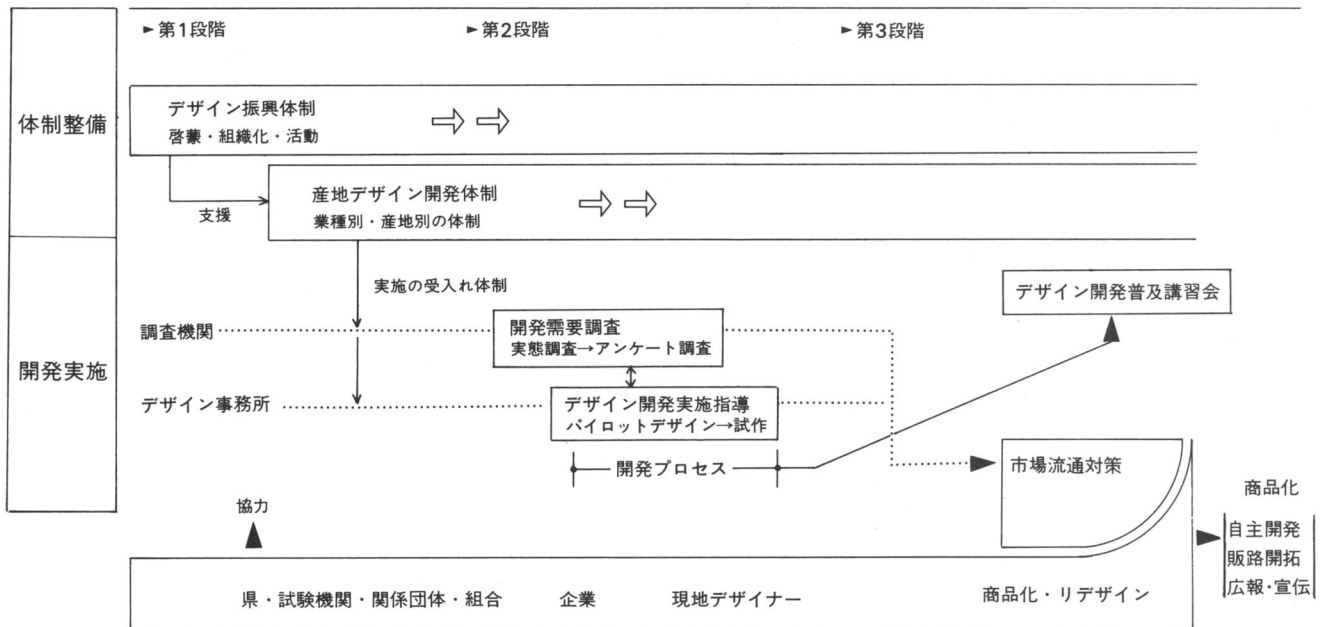 ►第1段階
►第2段階
►第3段階
体制整備
デザイン振興体制
啓蒙・組織化・活動
支援
産地デザイン開発体制
業種別・産地別の体制
開発実施
実施の受入れ体制
デザイン開発普及講習会
調査機関
開発需要調査
実態調査→アンケート調査
デザイン事務所
デザイン開発実施指導
パイロットデザイン→試作
開発プロセス
市場流通対策
協力
商品化
自主開発
販路開拓
広報・宣伝
県・試験機関・関係団体・組合
企業
現地デザイナー
商品化・リデザイン